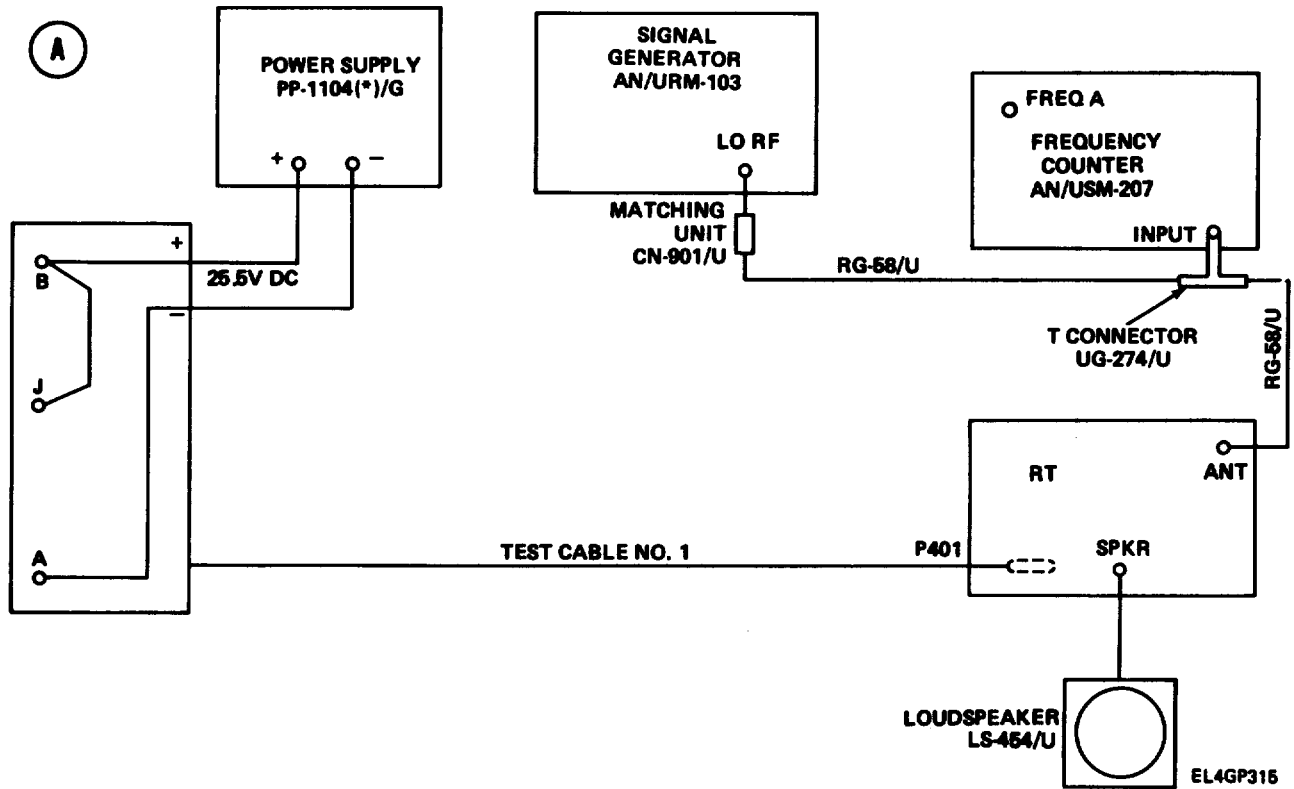 A
POWER SUPPLY
PP-1104(*)/G
+
−
SIGNAL
GENERATOR
AN/URM-103
LO RF
MATCHING
UNIT
CN-901/U
FREQ A
FREQUENCY
COUNTER
AN/USM-207
INPUT
RG-58/U
T CONNECTOR
UG-274/U
RG-58/U
+
B
25.5V DC
−
J
A
TEST CABLE NO. 1
P401
RT
ANT
SPKR
LOUDSPEAKER
LS-454/U
EL4GP315